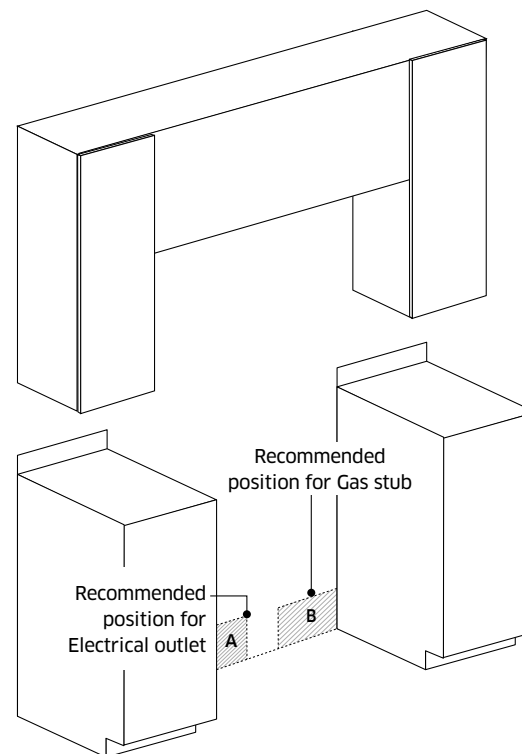 Recommended
position for Gas stub
Recommended
position for
Electrical outlet
A
B